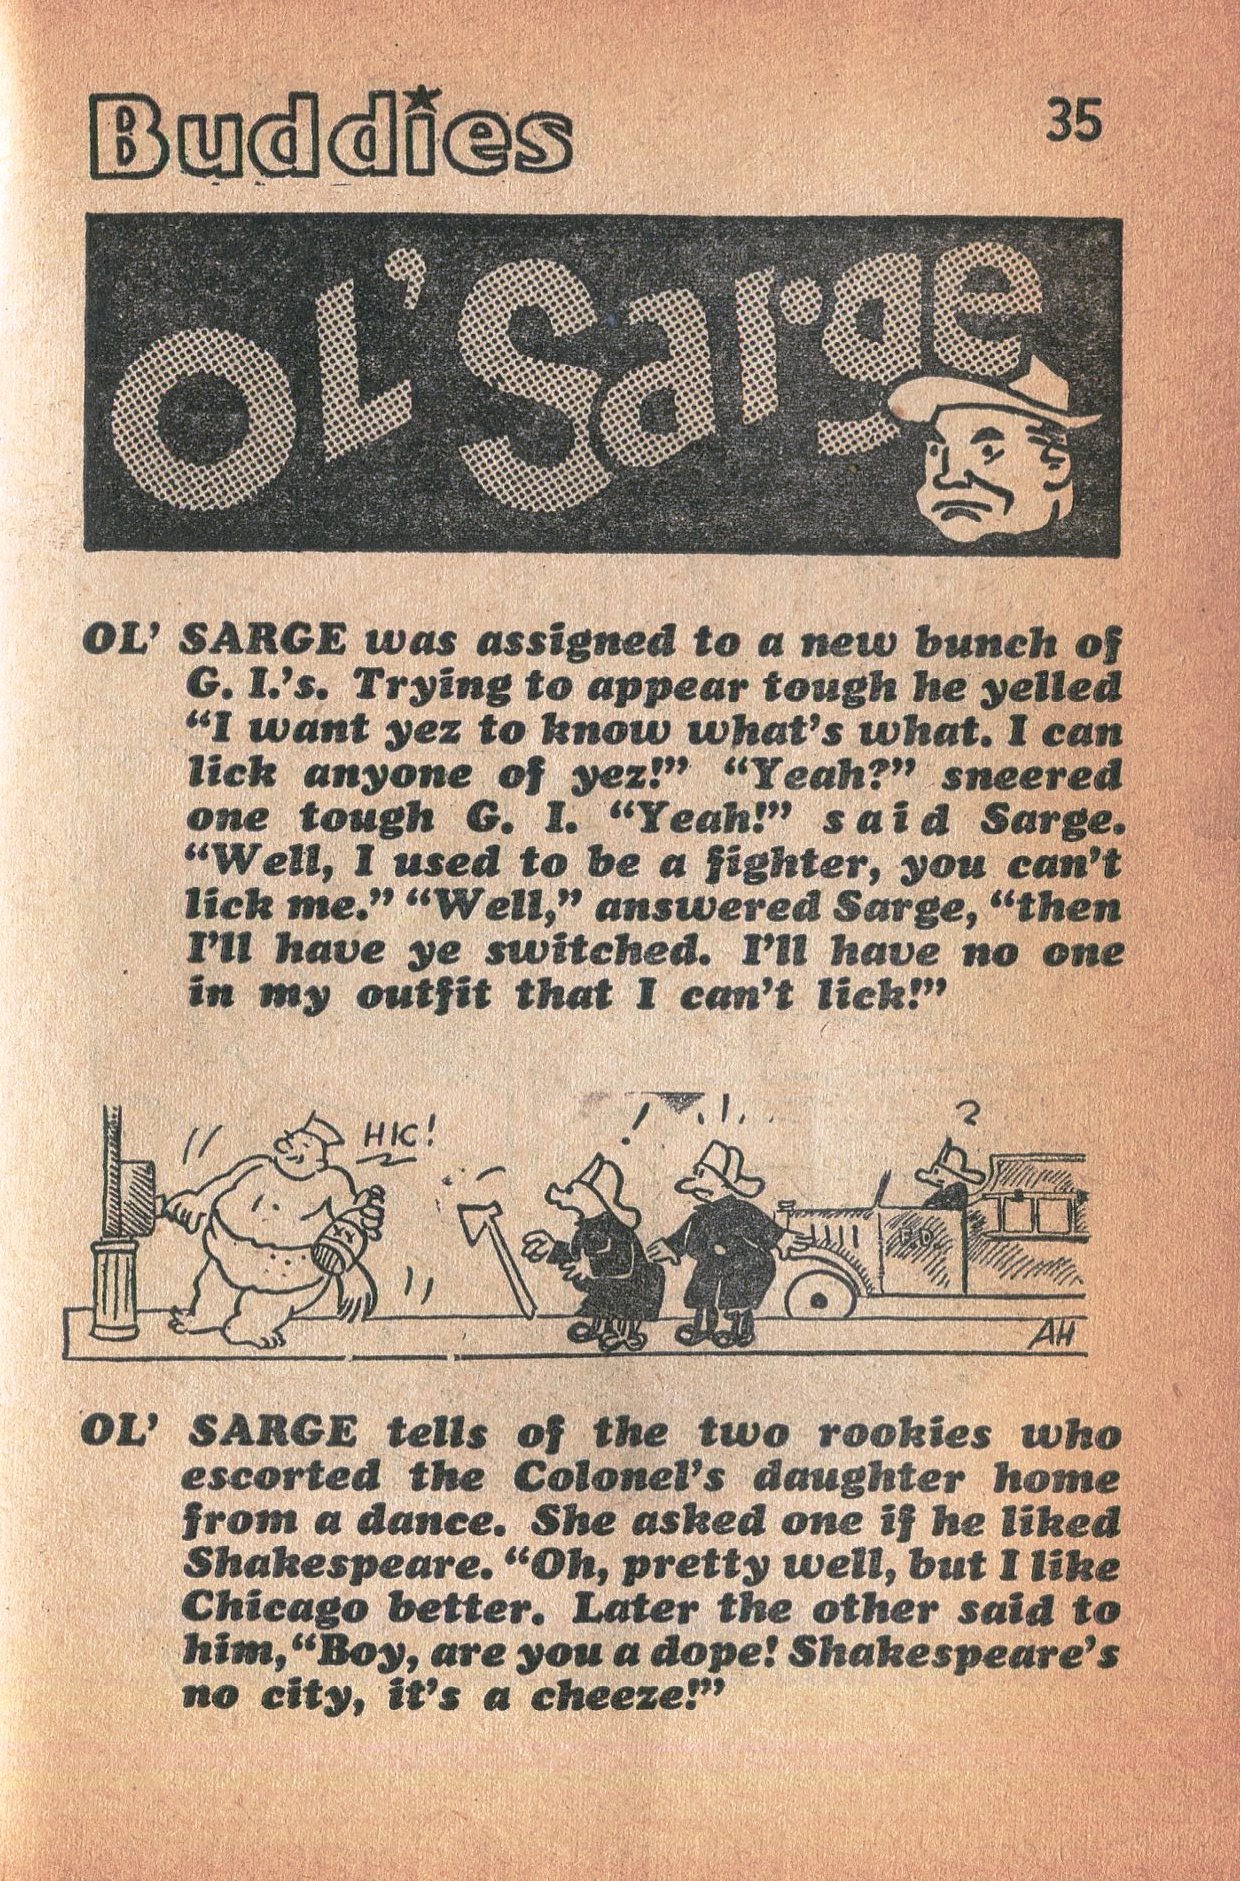 Buddies
35
OL' Sarge
OL' SARGE was assigned to a new bunch of
G. I.'s. Trying to appear tough he yelled
“I want yez to know what's what. I can
lick anyone of yez!” “Yeah?” sneered
one tough G. I. “Yeah!” said Sarge.
“Well, I used to be a fighter, you can't
lick me.” “Well,” answered Sarge, “then
I'll have ye switched. I'll have no one
in my outfit that I can't lick!”
HIC!
! !!
?
XX
F.D.
AH
OL' SARGE tells of the two rookies who
escorted the Colonel's daughter home
from a dance. She asked one if he liked
Shakespeare. “Oh, pretty well, but I like
Chicago better. Later the other said to
him, “Boy, are you a dope! Shakespeare's
no city, it's a cheeze!”